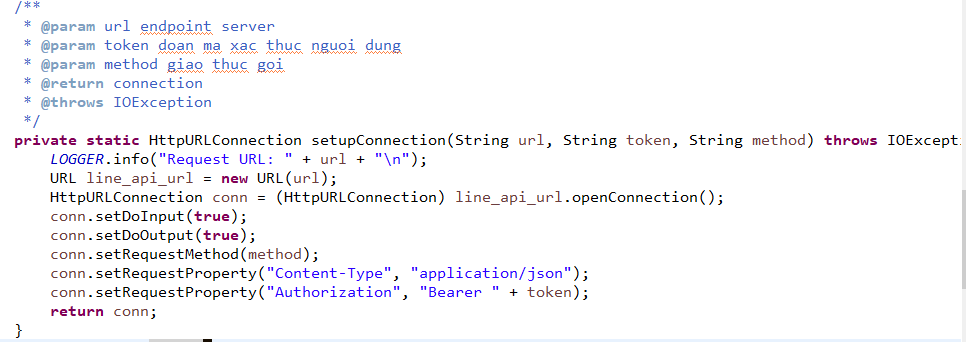 /**
 * @param url endpoint server
 * @param token doan ma xac thuc nguoi dung
 * @param method giao thuc goi
 * @return connection
 * @throws IOException
 */
private static HttpURLConnection setupConnection(String url, String token, String method) throws IOExcept
    LOGGER.info("Request URL: " + url + "\n");
    URL line_api_url = new URL(url);
    HttpURLConnection conn = (HttpURLConnection) line_api_url.openConnection();
    conn.setDoInput(true);
    conn.setDoOutput(true);
    conn.setRequestMethod(method);
    conn.setRequestProperty("Content-Type", "application/json");
    conn.setRequestProperty("Authorization", "Bearer " + token);
    return conn;
}